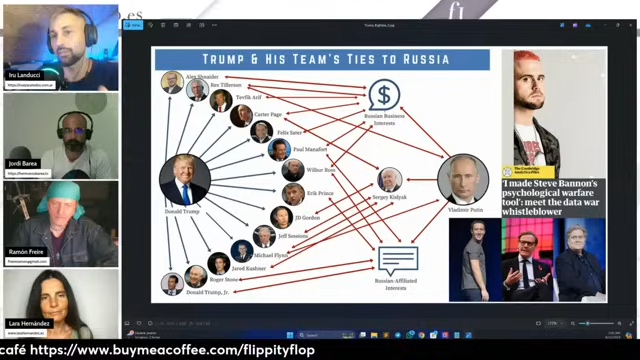 TRUMP & HIS TEAM'S TIES TO RUSSIA
Iru Landucci
Jordi Barea
Ramón Freire
Lara Hernández
Rex Tillerson
Tevfik Arif
Carter Page
Felix Sater
Paul Manafort
Wilbur Ross
Erik Prince
JD Gordon
Jeff Sessions
Michael Flynn
Jared Kushner
Roger Stone
Donald Trump, Jr.
Donald Trump
$
Russian Business
Interests
Sergey Kislyak
Vladimir Putin
Russian-Affiliated
Interests
'I made Steve Bannon's
psychological warfare
tool': meet the data war
whistleblower
café https://www.buymeacoffee.com/flippityflop